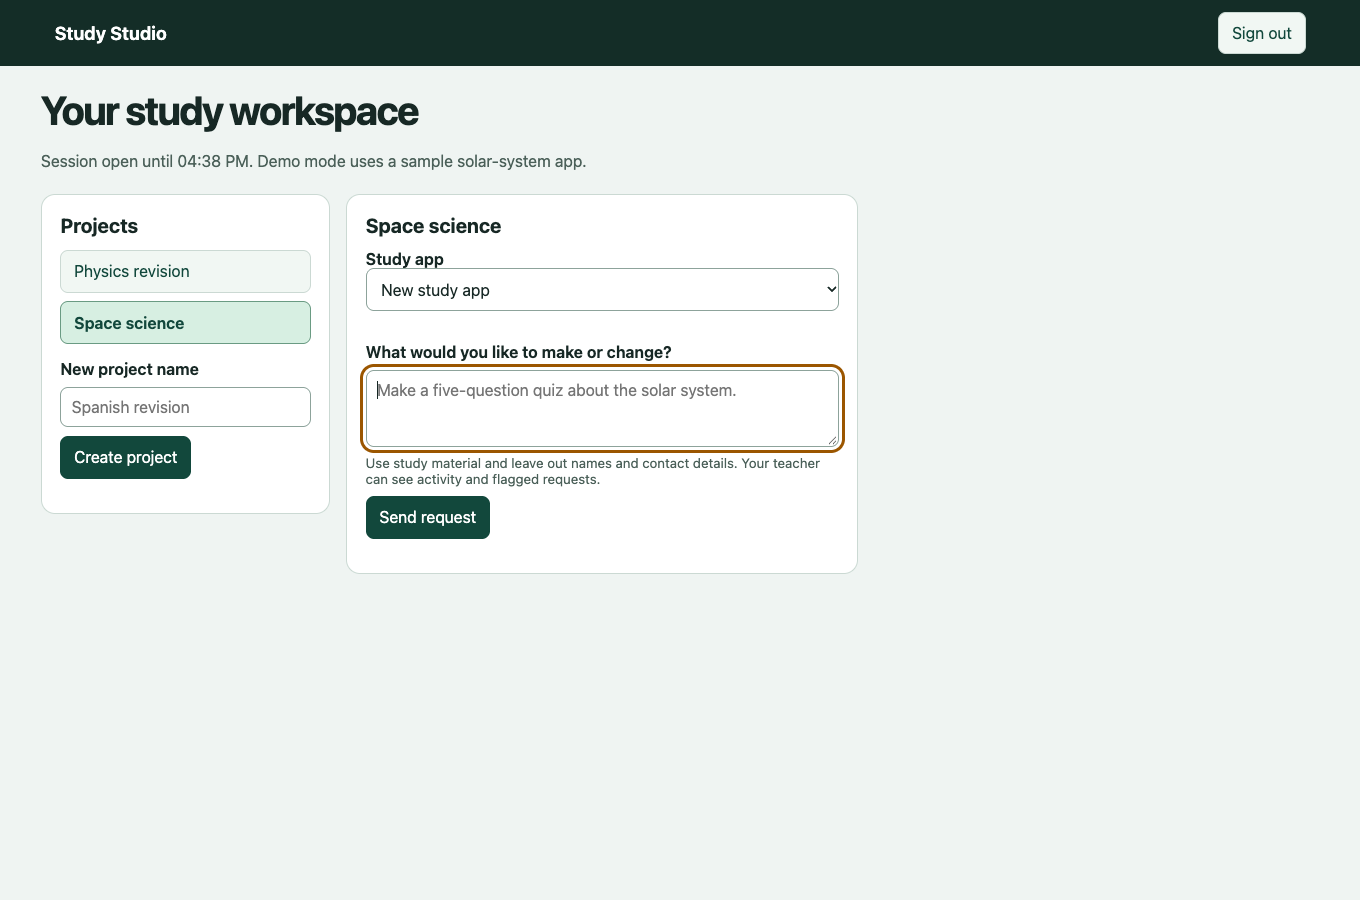 Study Studio
Sign out
Your study workspace
Session open until 04:38 PM. Demo mode uses a sample solar-system app.
Projects
Physics revision
Space science
New project name
Spanish revision
Create project
Space science
Study app
New study app
What would you like to make or change?
Make a five-question quiz about the solar system.
Use study material and leave out names and contact details. Your teacher
can see activity and flagged requests.
Send request